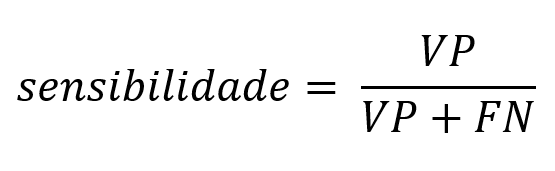 sensibilidade = VP
VP + FN